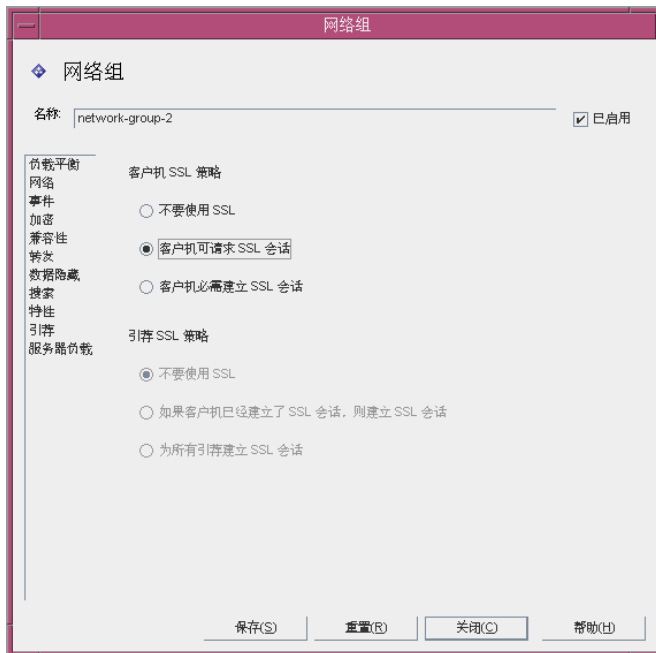 网络组
网络组
名称:
network-group-2
已启用
负载平衡
网络
事件
加密
兼容性
转发
数据隐藏
搜索
特性
引荐
服务器负载
客户机 SSL 策略
不要使用 SSL
客户机可请求 SSL 会话
客户机必需建立 SSL 会话
引荐 SSL 策略
不要使用 SSL
如果客户机已经建立了 SSL 会话，则建立 SSL 会话
为所有引荐建立 SSL 会话
保存(S)
重置(R)
关闭(C)
帮助(H)